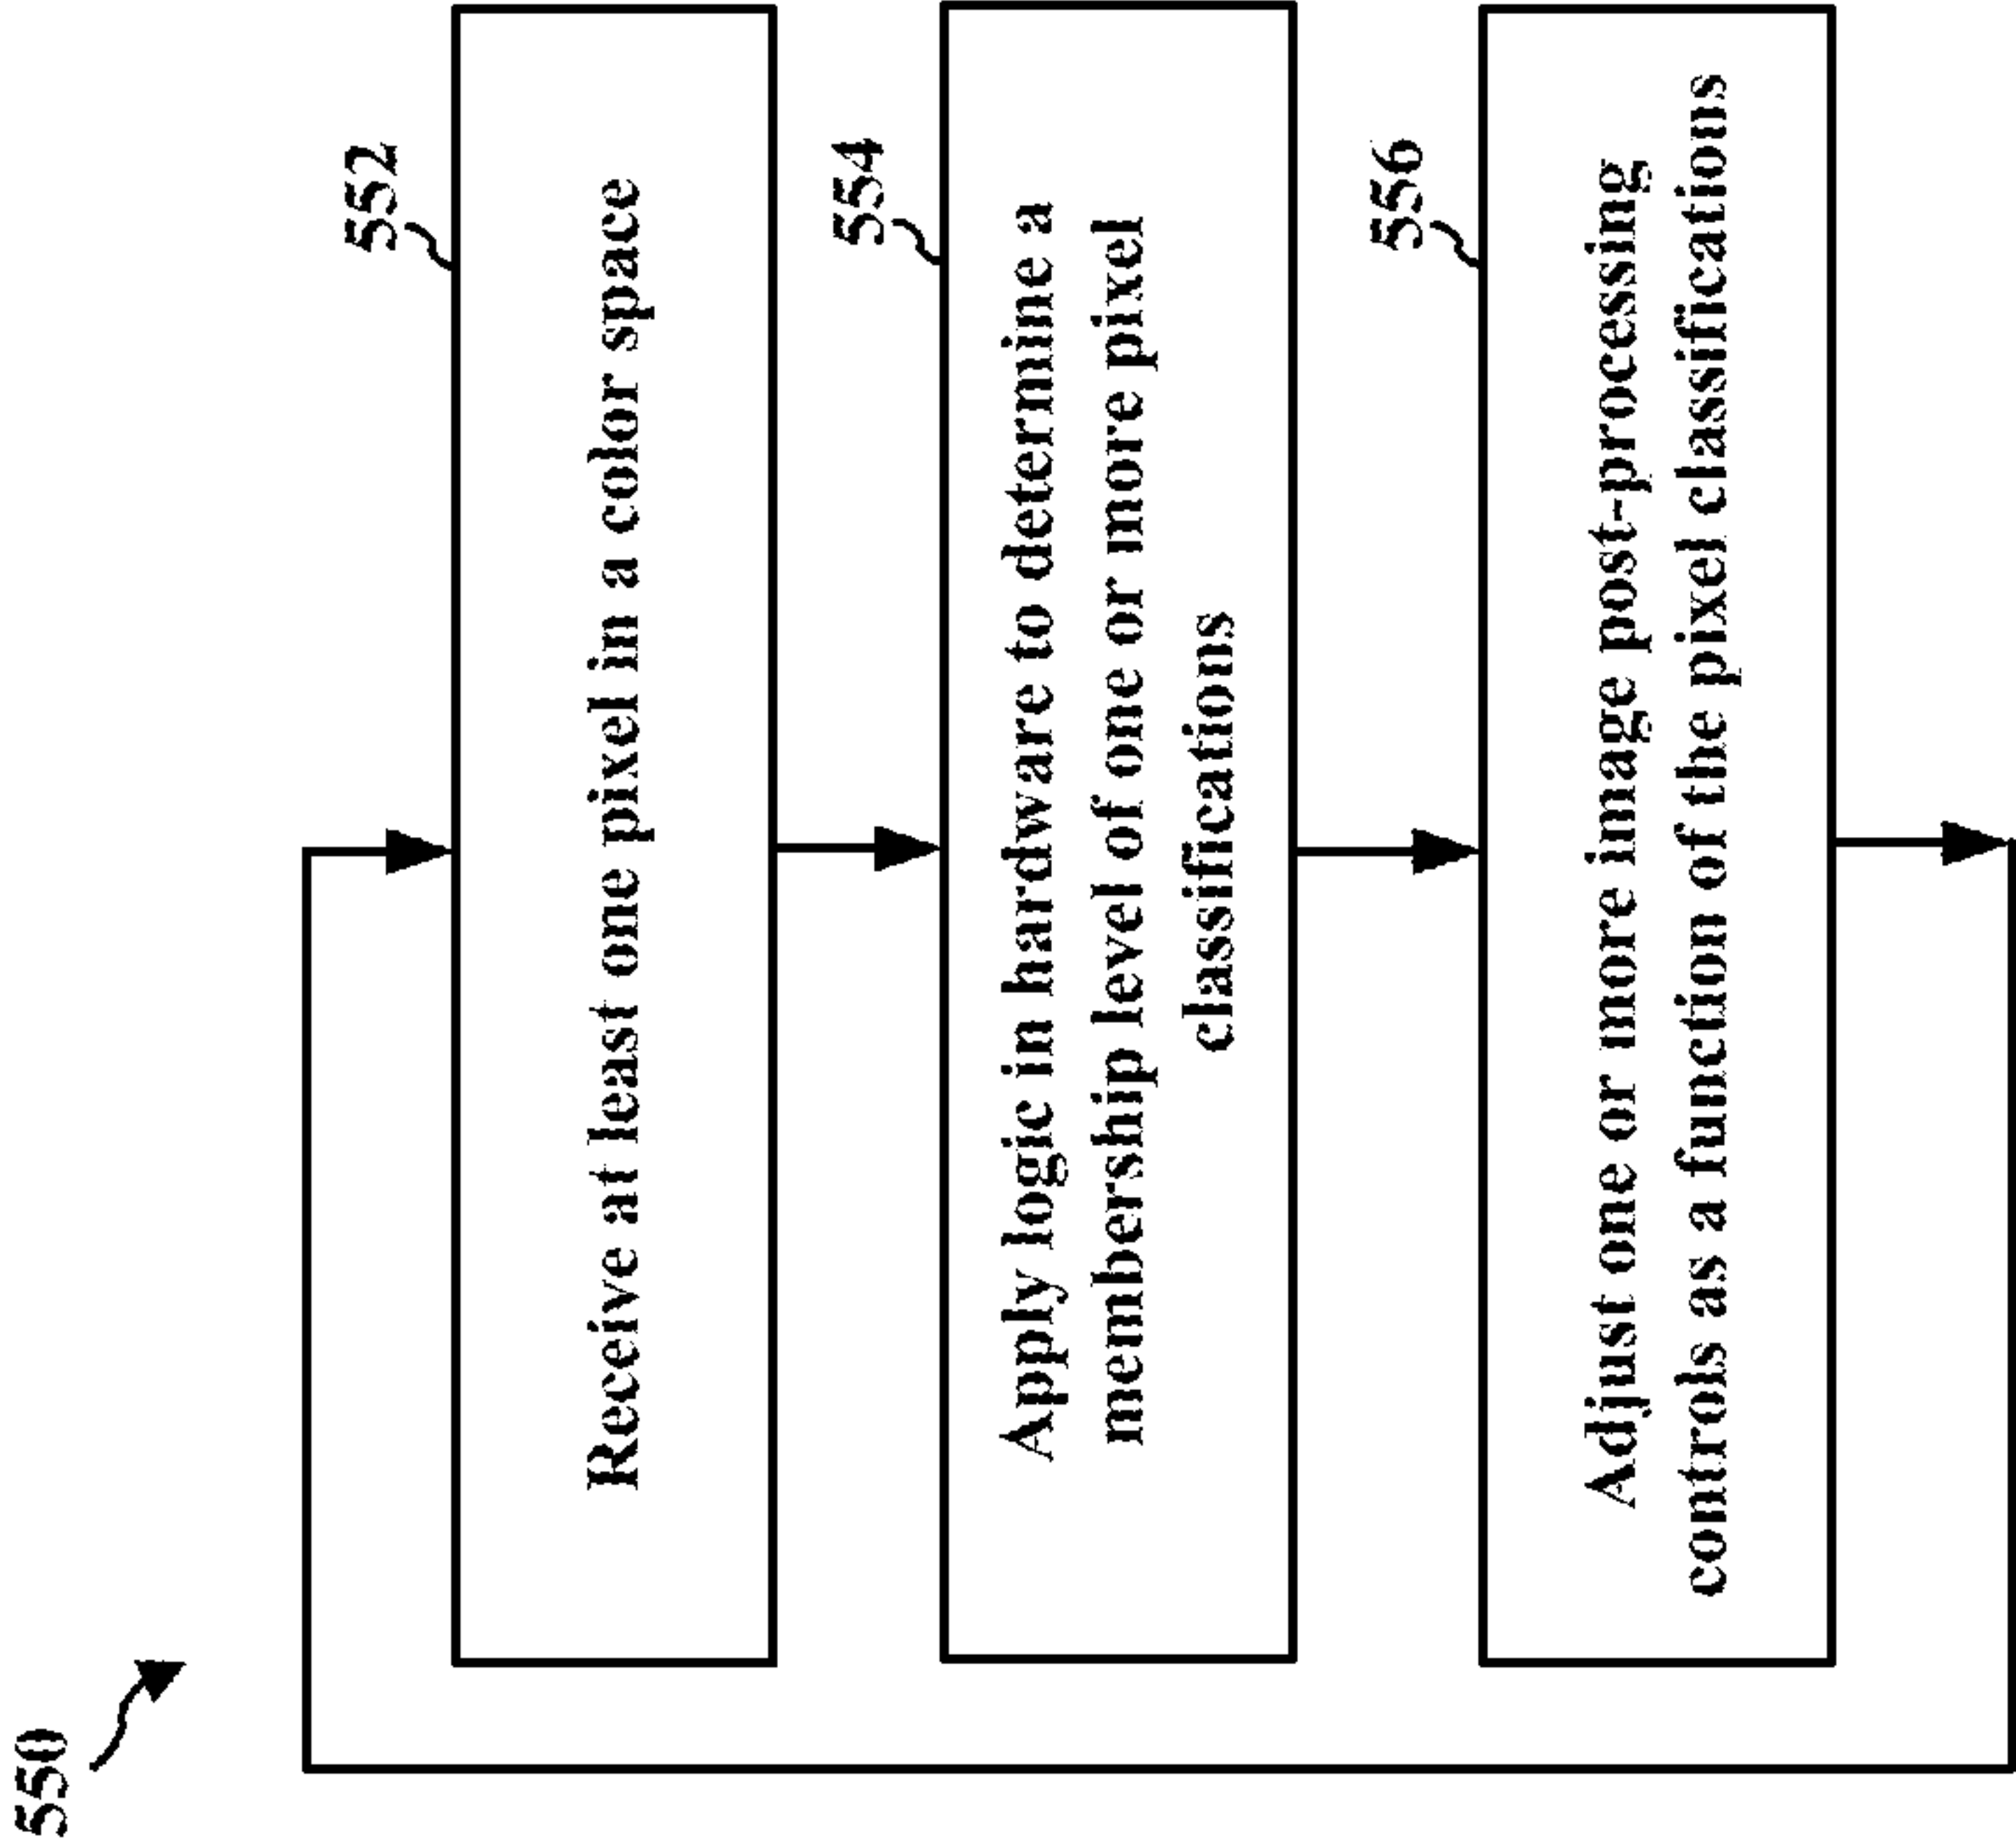 550
552
Receive at least one pixel in a color space
554
Apply logic in hardware to determine a
membership level of one or more pixel
classifications
556
Adjust one or more image post-processing
controls as a function of the pixel classifications